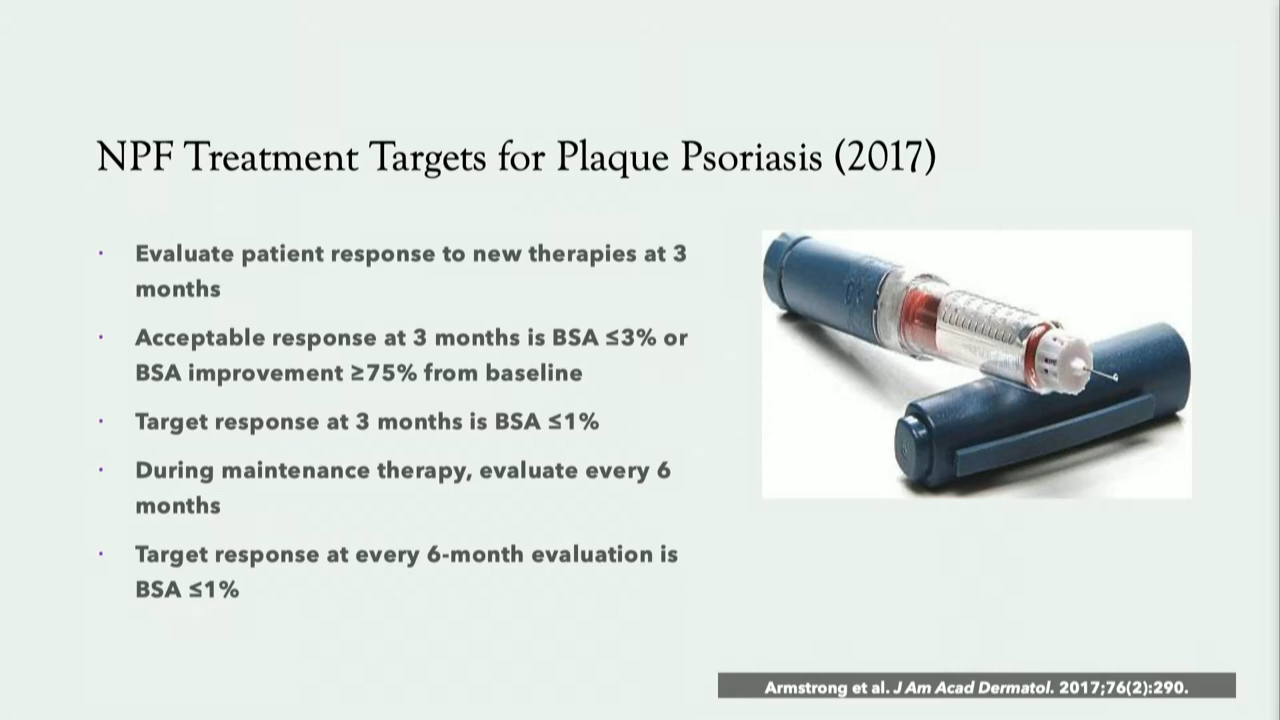 NPF Treatment Targets for Plaque Psoriasis (2017)
· Evaluate patient response to new therapies at 3
months
· Acceptable response at 3 months is BSA ≤3% or
BSA improvement ≥75% from baseline
· Target response at 3 months is BSA ≤1%
· During maintenance therapy, evaluate every 6
months
· Target response at every 6-month evaluation is
BSA ≤1%
Armstrong et al. J Am Acad Dermatol. 2017;76(2):290.